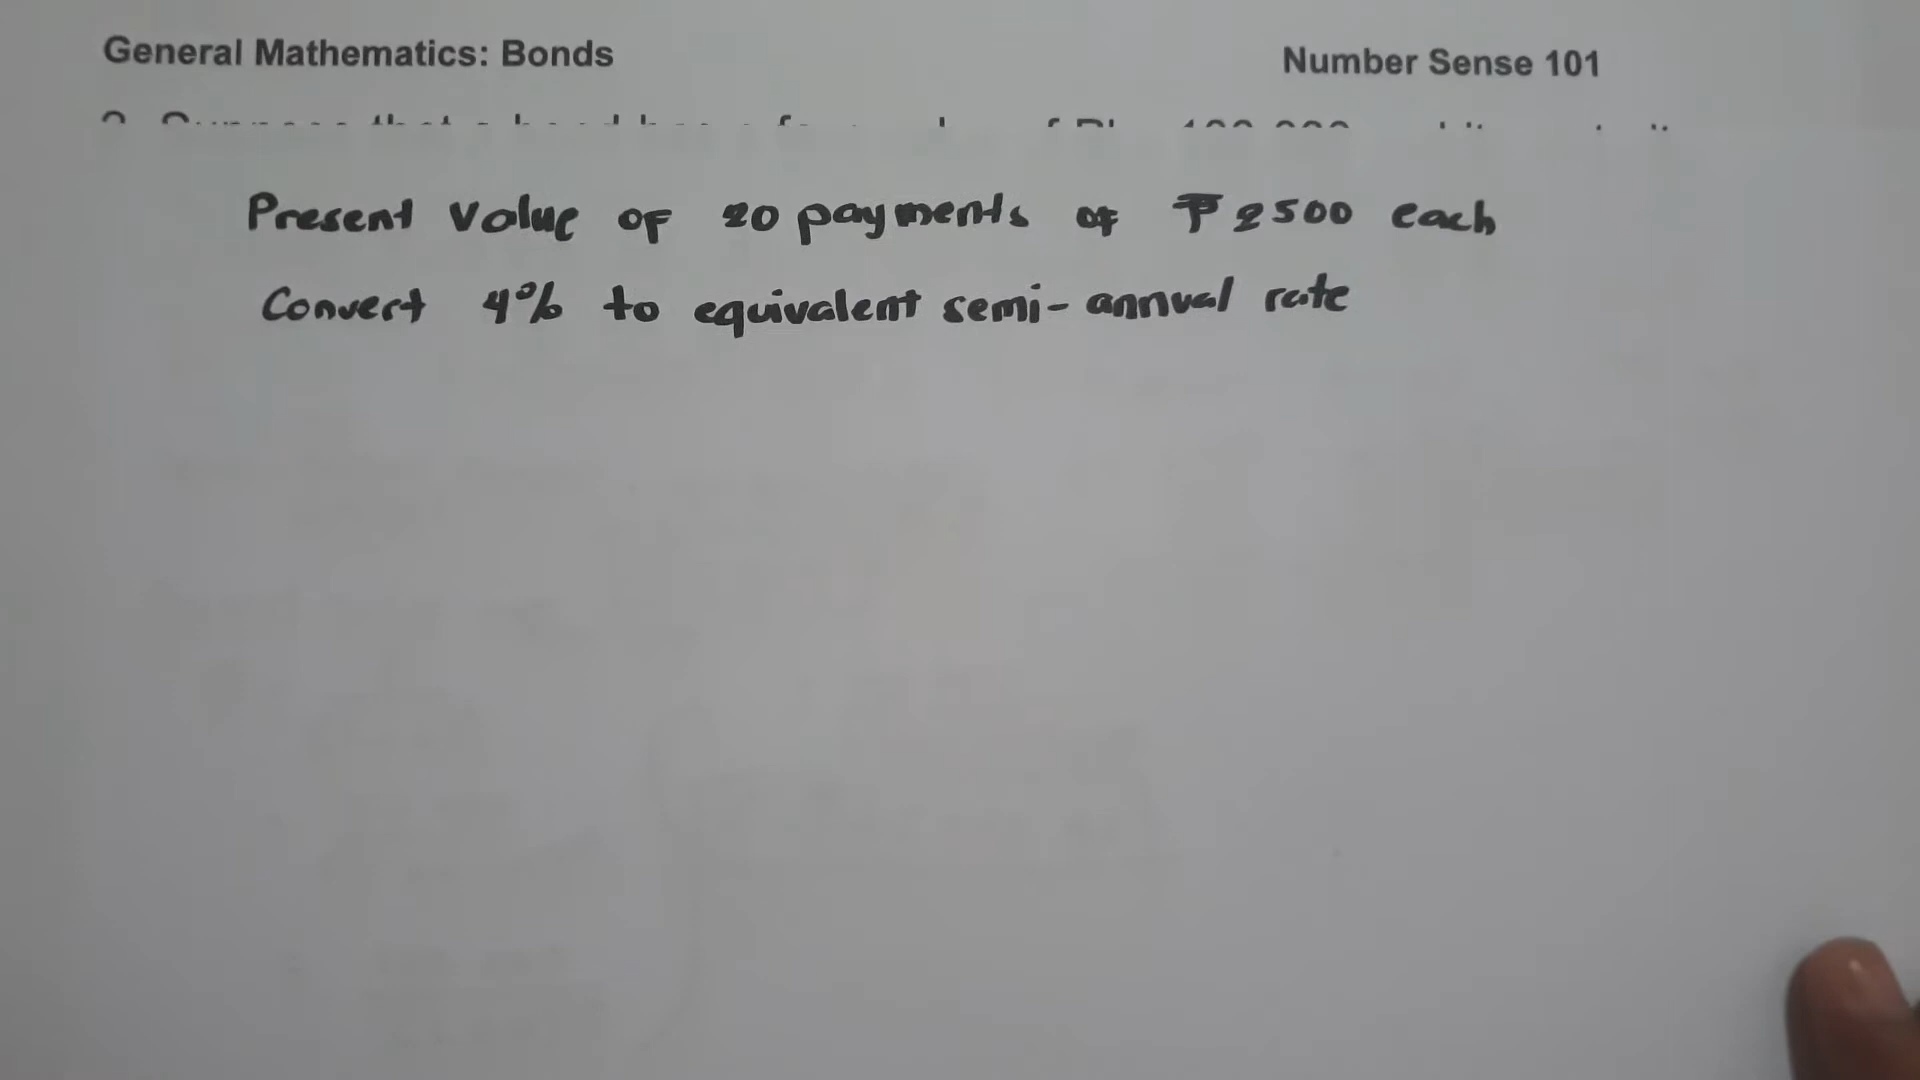 General Mathematics: Bonds
Number Sense 101
Present Value of 20 payments of ₱2500 each
Convert 4% to equivalent semi-annual rate